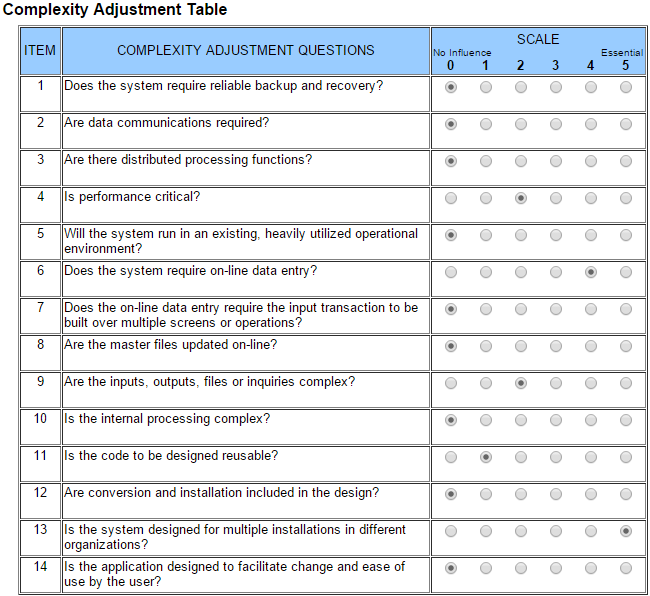 Complexity Adjustment Table
ITEM
COMPLEXITY ADJUSTMENT QUESTIONS
SCALE
No Influence Essential
0 1 2 3 4 5
1 Does the system require reliable backup and recovery?
2 Are data communications required?
3 Are there distributed processing functions?
4 Is performance critical?
5 Will the system run in an existing, heavily utilized operational
environment?
6 Does the system require on-line data entry?
7 Does the on-line data entry require the input transaction to be
built over multiple screens or operations?
8 Are the master files updated on-line?
9 Are the inputs, outputs, files or inquiries complex?
10 Is the internal processing complex?
11 Is the code to be designed reusable?
12 Are conversion and installation included in the design?
13 Is the system designed for multiple installations in different
organizations?
14 Is the application designed to facilitate change and ease of
use by the user?